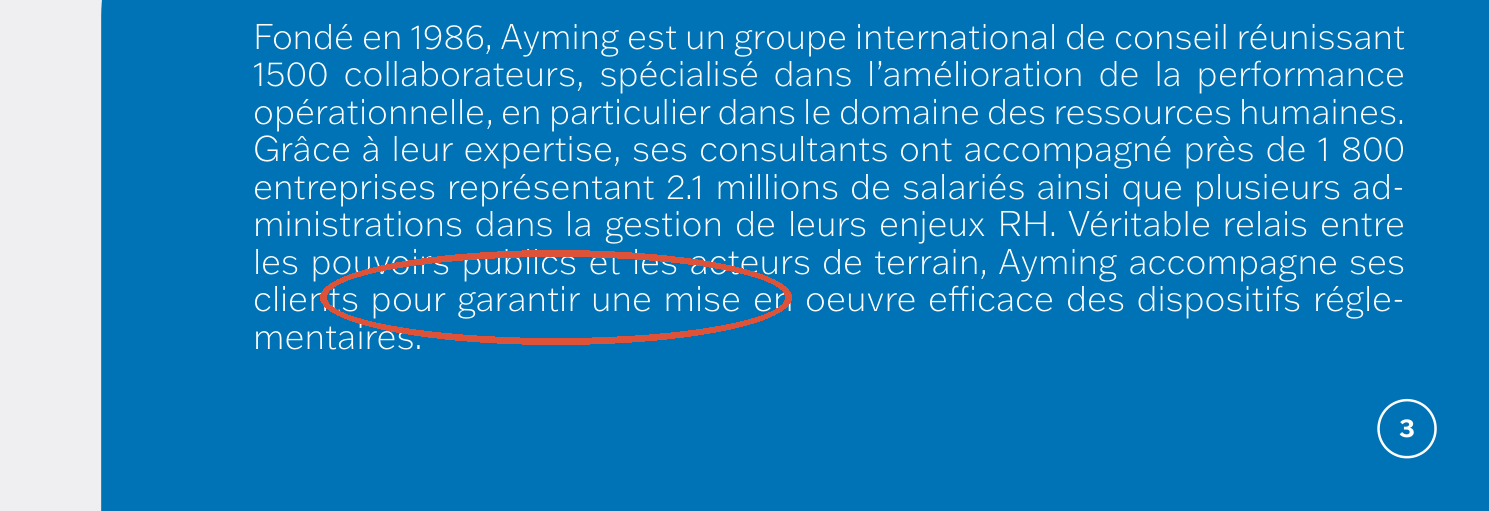 Fondé en 1986, Ayming est un groupe international de conseil réunissant
1500 collaborateurs, spécialisé dans l’amélioration de la performance
opérationnelle, en particulier dans le domaine des ressources humaines.
Grâce à leur expertise, ses consultants ont accompagné près de 1 800
entreprises représentant 2.1 millions de salariés ainsi que plusieurs ad-
ministrations dans la gestion de leurs enjeux RH. Véritable relais entre
les pouvoirs publics et les acteurs de terrain, Ayming accompagne ses
clients pour garantir une mise en oeuvre efficace des dispositifs régle-
mentaires.
3